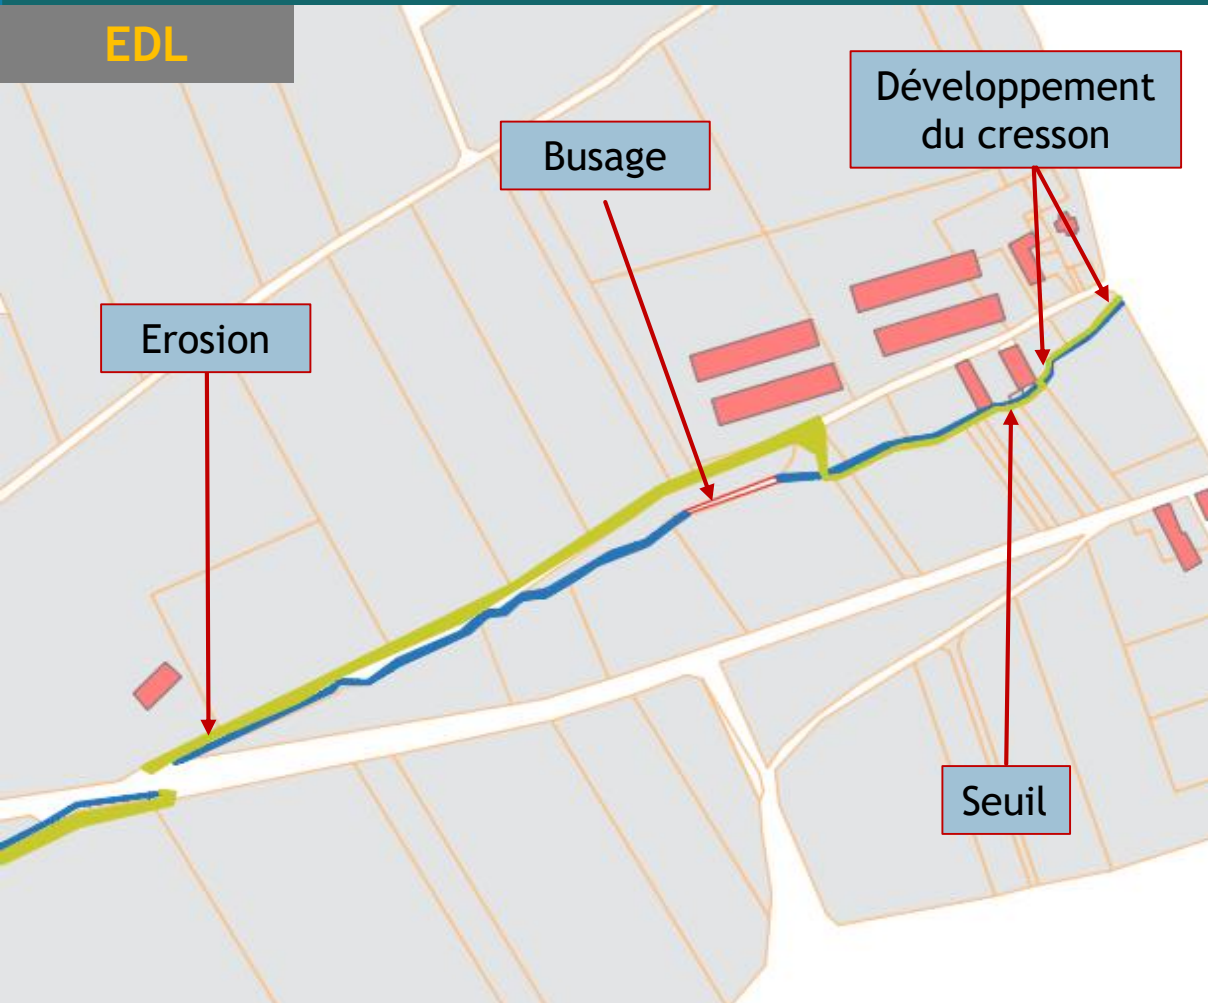 EDL
Développement
du cresson
Busage
Erosion
Seuil